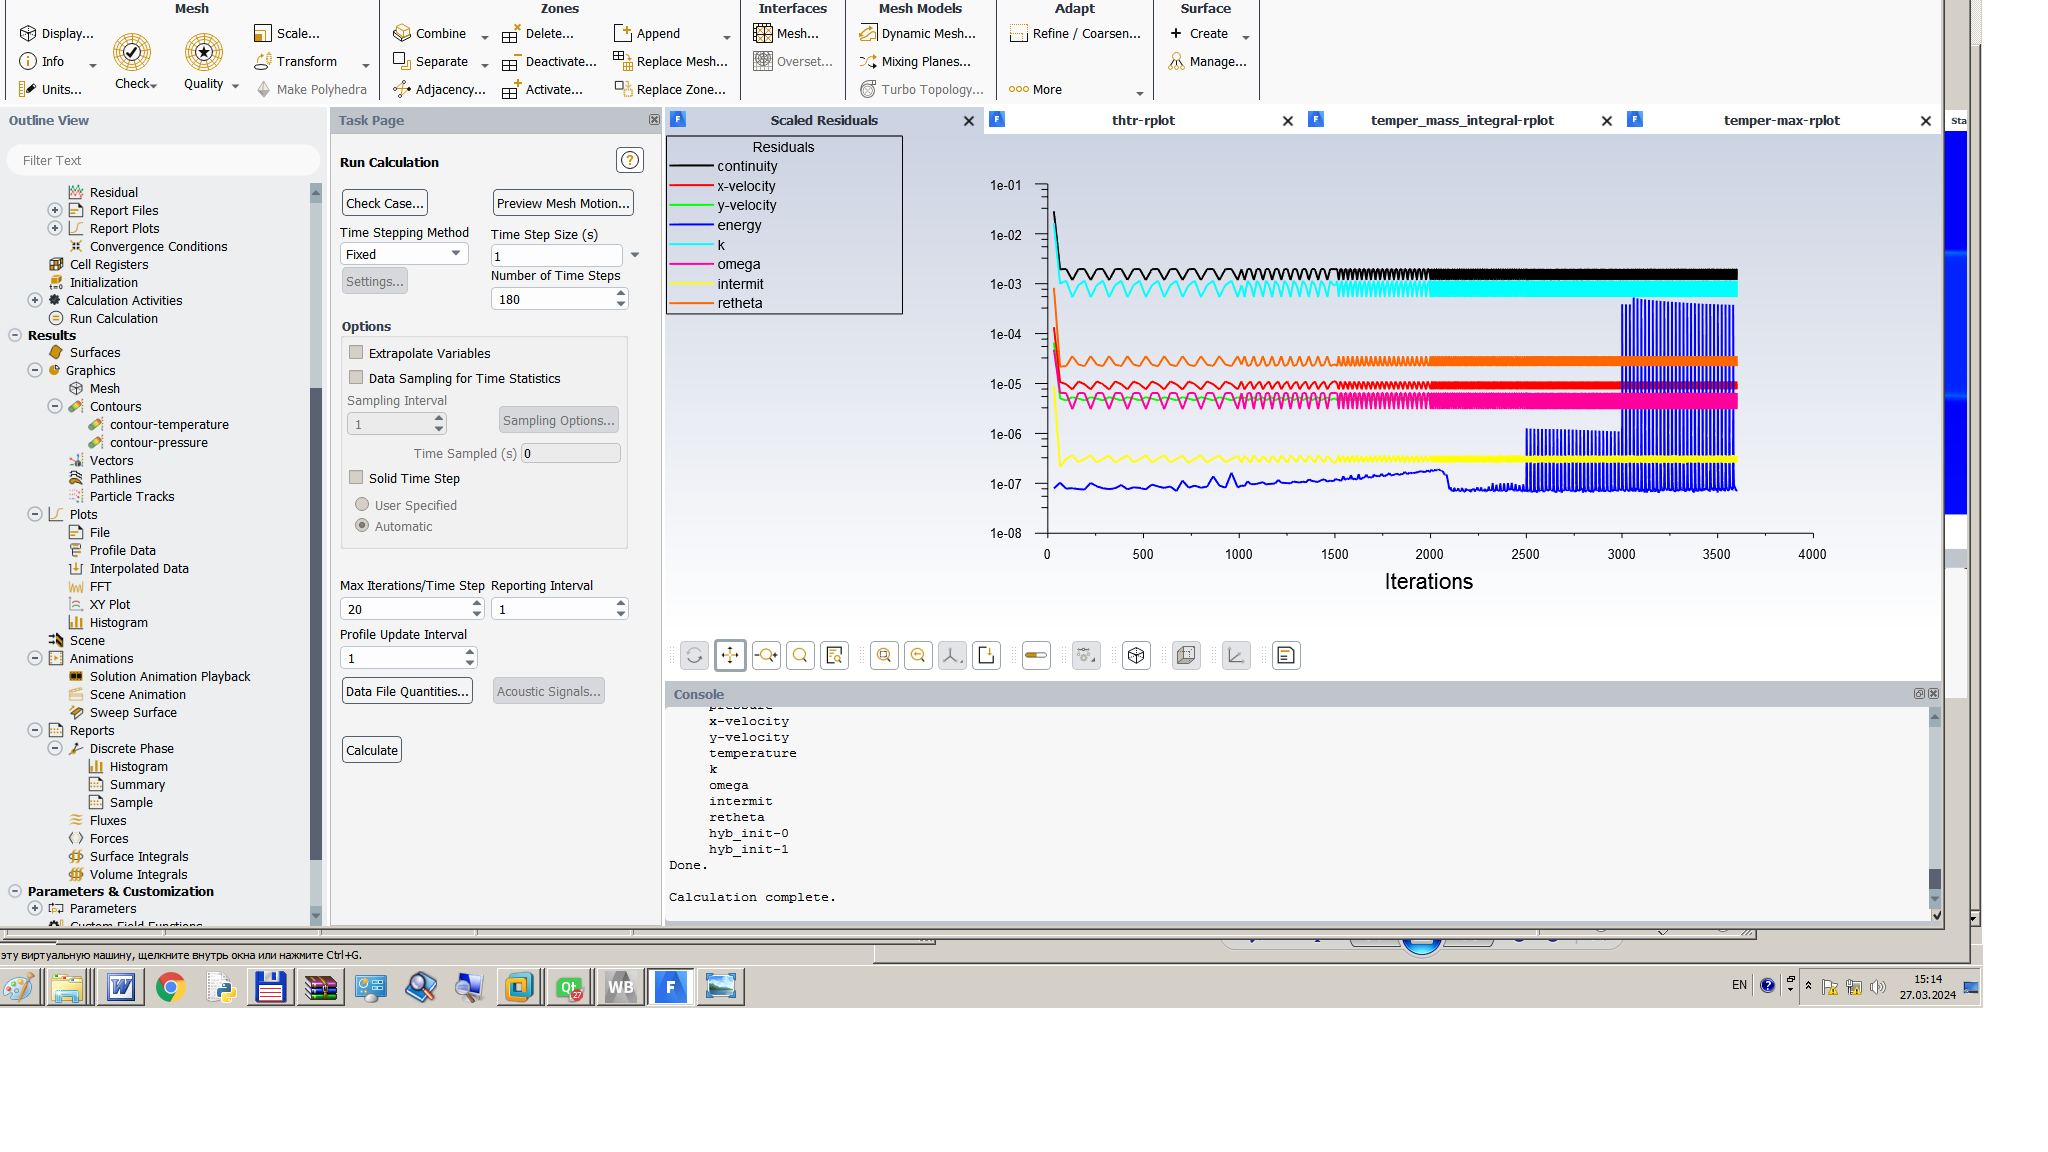 Mesh
Zones
Interfaces
Mesh Models
Adapt
Surface
Display...
Info
Units...
Check
Quality
Scale...
Transform
Make Polyhedra
Combine
Separate
Adjacency...
Delete...
Deactivate...
Activate...
Append
Replace Mesh...
Replace Zone...
Mesh...
Overset...
Dynamic Mesh...
Mixing Planes...
Turbo Topology...
Refine / Coarsen...
More
Create
Manage...
Outline View
Filter Text
Residual
Report Files
Report Plots
Convergence Conditions
Cell Registers
Initialization
Calculation Activities
Run Calculation
Results
Surfaces
Graphics
Mesh
Contours
contour-temperature
contour-pressure
Vectors
Pathlines
Particle Tracks
Plots
File
Profile Data
Interpolated Data
FFT
XY Plot
Histogram
Scene
Animations
Solution Animation Playback
Scene Animation
Sweep Surface
Reports
Discrete Phase
Histogram
Summary
Sample
Fluxes
Forces
Surface Integrals
Volume Integrals
Parameters & Customization
Parameters
Custom Field Functions
Task Page
Run Calculation
?
Check Case...
Preview Mesh Motion...
Time Stepping Method
Time Step Size (s)
Fixed
1
Settings...
Number of Time Steps
180
Options
Extrapolate Variables
Data Sampling for Time Statistics
Sampling Interval
1
Sampling Options...
Time Sampled (s) 0
Solid Time Step
User Specified
Automatic
Max Iterations/Time Step
Reporting Interval
20
1
Profile Update Interval
1
Data File Quantities...
Acoustic Signals...
Calculate
Scaled Residuals
thtr-rplot
temper_mass_integral-rplot
temper-max-rplot
Sta
Residuals
continuity
x-velocity
y-velocity
energy
k
omega
intermit
retheta
1e-01
1e-02
1e-03
1e-04
1e-05
1e-06
1e-07
1e-08
0 500 1000 1500 2000 2500 3000 3500 4000
Iterations
Console
pressure
x-velocity
y-velocity
temperature
k
omega
intermit
retheta
hyb_init-0
hyb_init-1
Done.
Calculation complete.
эту виртуальную машину, щелкните внутрь окна или нажмите Ctrl+G.
W
Qt
27
WB
F
EN
15:14
27.03.2024